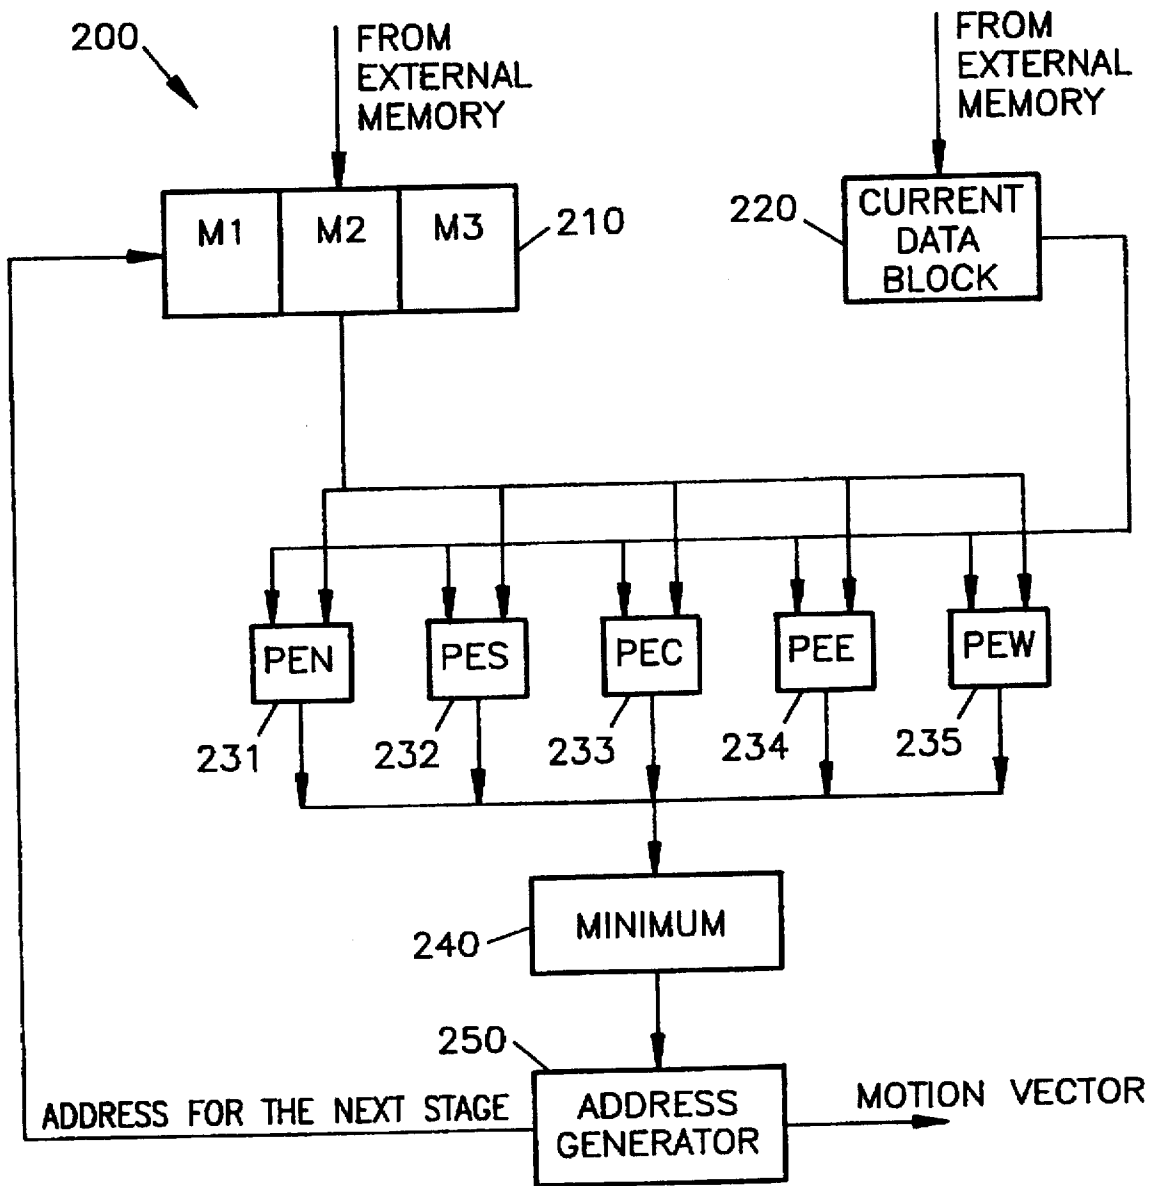 200
FROM
EXTERNAL
MEMORY
FROM
EXTERNAL
MEMORY
M1 M2 M3
210
220
CURRENT
DATA
BLOCK
PEN PES PEC PEE PEW
231 232 233 234 235
MINIMUM
240
250
ADDRESS FOR THE NEXT STAGE
ADDRESS
GENERATOR
MOTION VECTOR